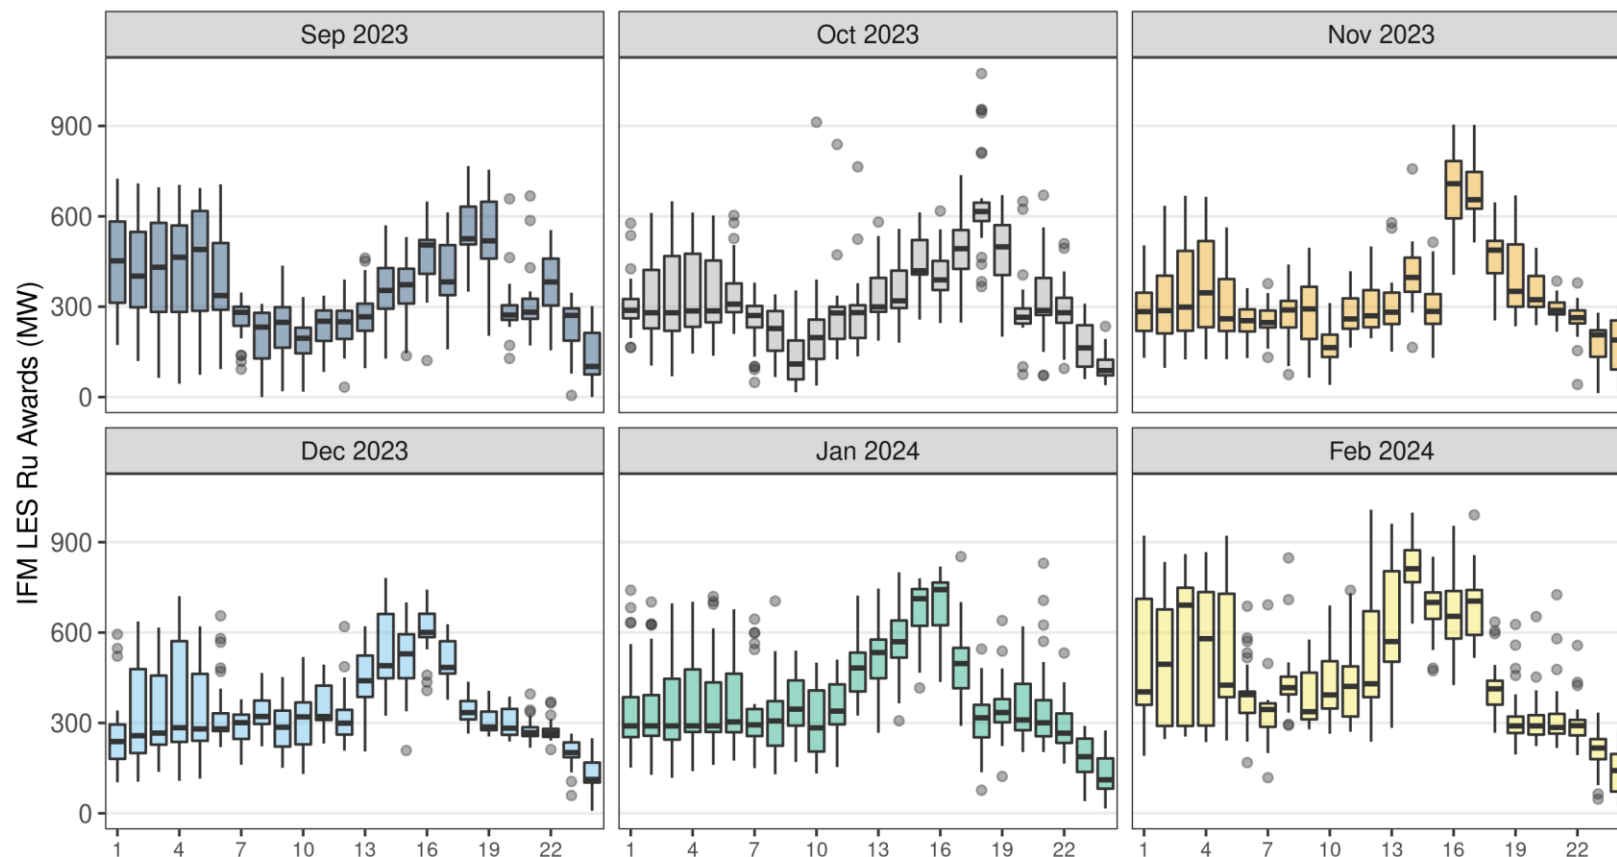 Sep 2023 Oct 2023 Nov 2023
900
600
300
0
IFM LES Ru Awards (MW)
Dec 2023 Jan 2024 Feb 2024
900
600
300
0
1 4 7 10 13 16 19 22 1 4 7 10 13 16 19 22 1 4 7 10 13 16 19 22